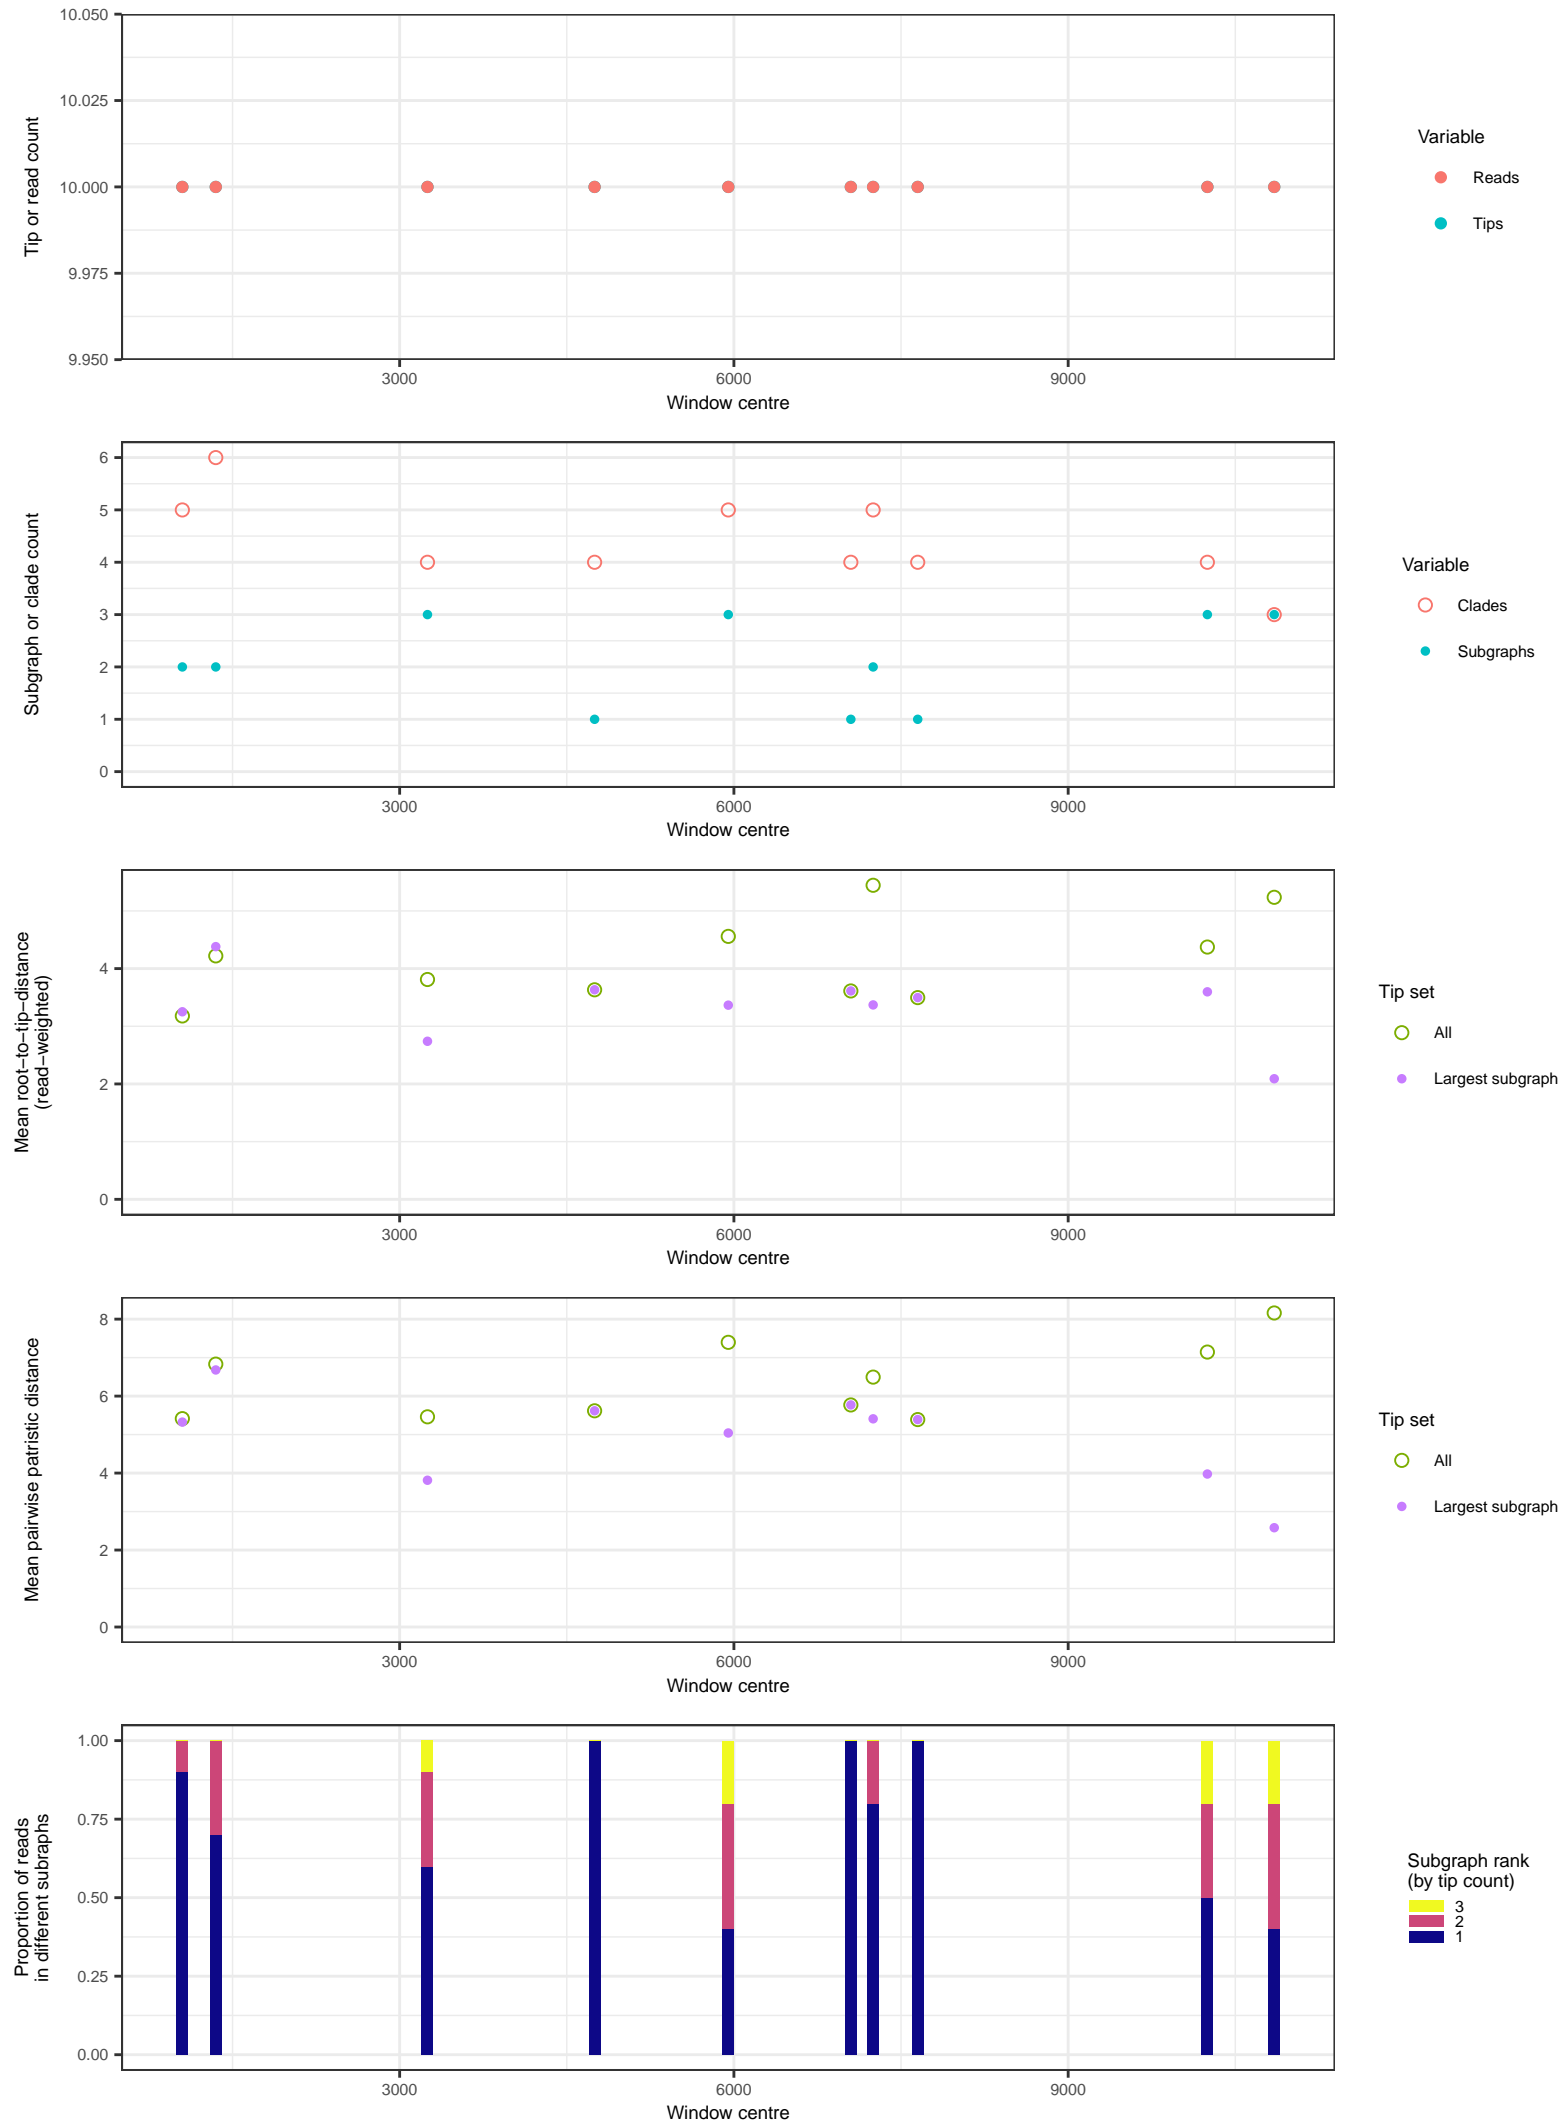 10.050
10.025
10.000
9.975
9.950
Tip or read count
3000
6000
9000
Window centre
Variable
Reads
Tips
6
5
4
3
2
1
0
Subgraph or clade count
3000
6000
9000
Window centre
Variable
Clades
Subgraphs
4
2
0
Mean root−to−tip−distance
(read−weighted)
3000
6000
9000
Window centre
Tip set
All
Largest subgraph
8
6
4
2
0
Mean pairwise patristic distance
3000
6000
9000
Window centre
Tip set
All
Largest subgraph
1.00
0.75
0.50
0.25
0.00
Proportion of reads
in different subraphs
3000
6000
9000
Window centre
Subgraph rank
(by tip count)
3
2
1